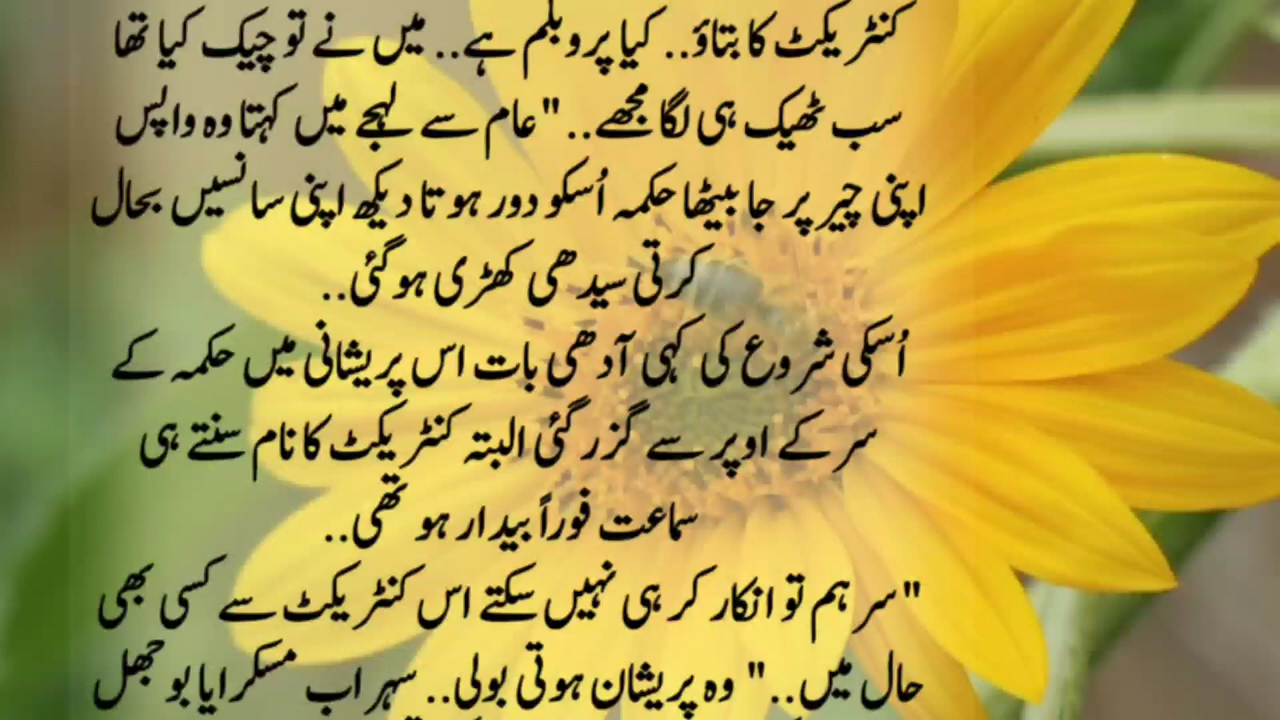 کنٹریکٹ کا بتاؤ.. کیا پروبلم ہے.. میں نے تو چیک کیا تھا
سب ٹھیک ہی لگا مجھے.." عام سے لہجے میں کہتا وہ واپس
اپنی چیر پر جا بیٹھا حکمہ اُسکو دور ہوتا دیکھ اپنی سانسیں بحال
کرتی سیدھی کھڑی ہوگئی..
اُسکی شروع کی کہی آدھی بات اس پریشانی میں حکمہ کے
سر کے اوپر سے گزر گئی البتہ کنٹریکٹ کا نام سنتے ہی
سماعت فوراً بیدار ہو تھی..
"سر ہم تو انکار کر ہی نہیں سکتے اس کنٹریکٹ سے کسی بھی
حال میں.." وہ پریشان ہوتی بولی.. سہراب مسکرایا بوجھل